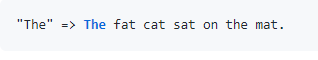 "The" => The fat cat sat on the mat.